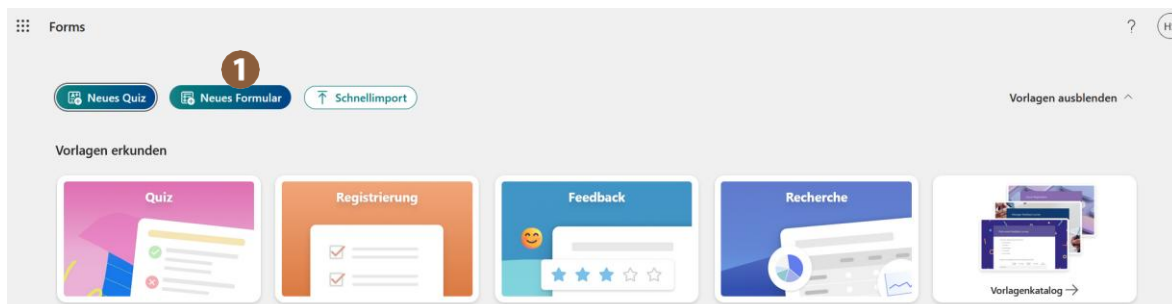 Forms
?
H
1
Neues Quiz Neues Formular Schnellimport Vorlagen ausblenden
Vorlagen erkunden
Quiz Registrierung Feedback Recherche
Vorlagenkatalog →